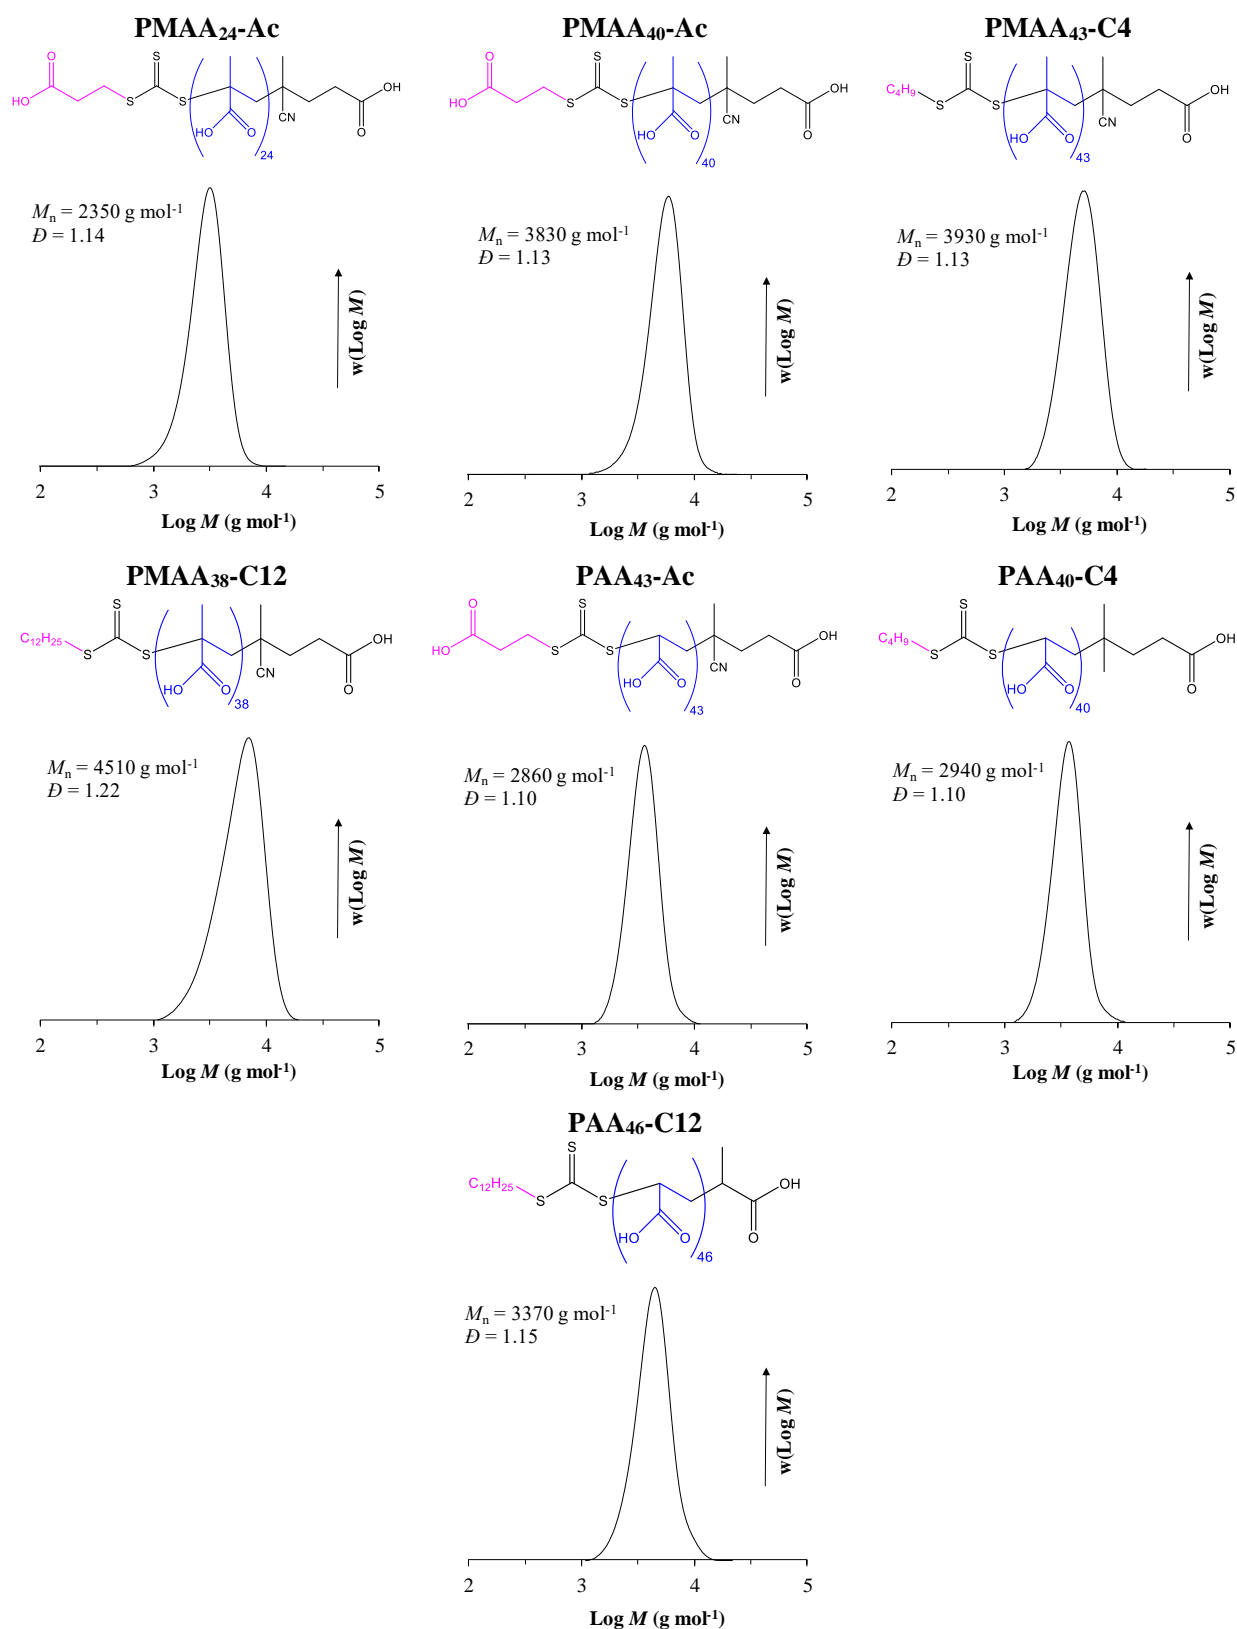 PMAA24-Ac
O
HO
S
S
S
HO
O
24
CN
OH
O
Mn = 2350 g mol-1
Đ = 1.14
w(Log M)
2 3 4 5
Log M (g mol-1)
PMAA40-Ac
O
HO
S
S
S
HO
O
40
CN
OH
O
Mn = 3830 g mol-1
Đ = 1.13
w(Log M)
2 3 4 5
Log M (g mol-1)
PMAA43-C4
C4H9
S
S
S
HO
O
43
CN
OH
O
Mn = 3930 g mol-1
Đ = 1.13
w(Log M)
2 3 4 5
Log M (g mol-1)
PMAA38-C12
C12H25
S
S
S
HO
O
38
CN
OH
O
Mn = 4510 g mol-1
Đ = 1.22
w(Log M)
2 3 4 5
Log M (g mol-1)
PAA43-Ac
O
HO
S
S
S
HO
O
43
CN
OH
O
Mn = 2860 g mol-1
Đ = 1.10
w(Log M)
2 3 4 5
Log M (g mol-1)
PAA40-C4
C4H9
S
S
S
HO
O
40
OH
O
Mn = 2940 g mol-1
Đ = 1.10
w(Log M)
2 3 4 5
Log M (g mol-1)
PAA46-C12
C12H25
S
S
S
HO
O
46
OH
O
Mn = 3370 g mol-1
Đ = 1.15
w(Log M)
2 3 4 5
Log M (g mol-1)